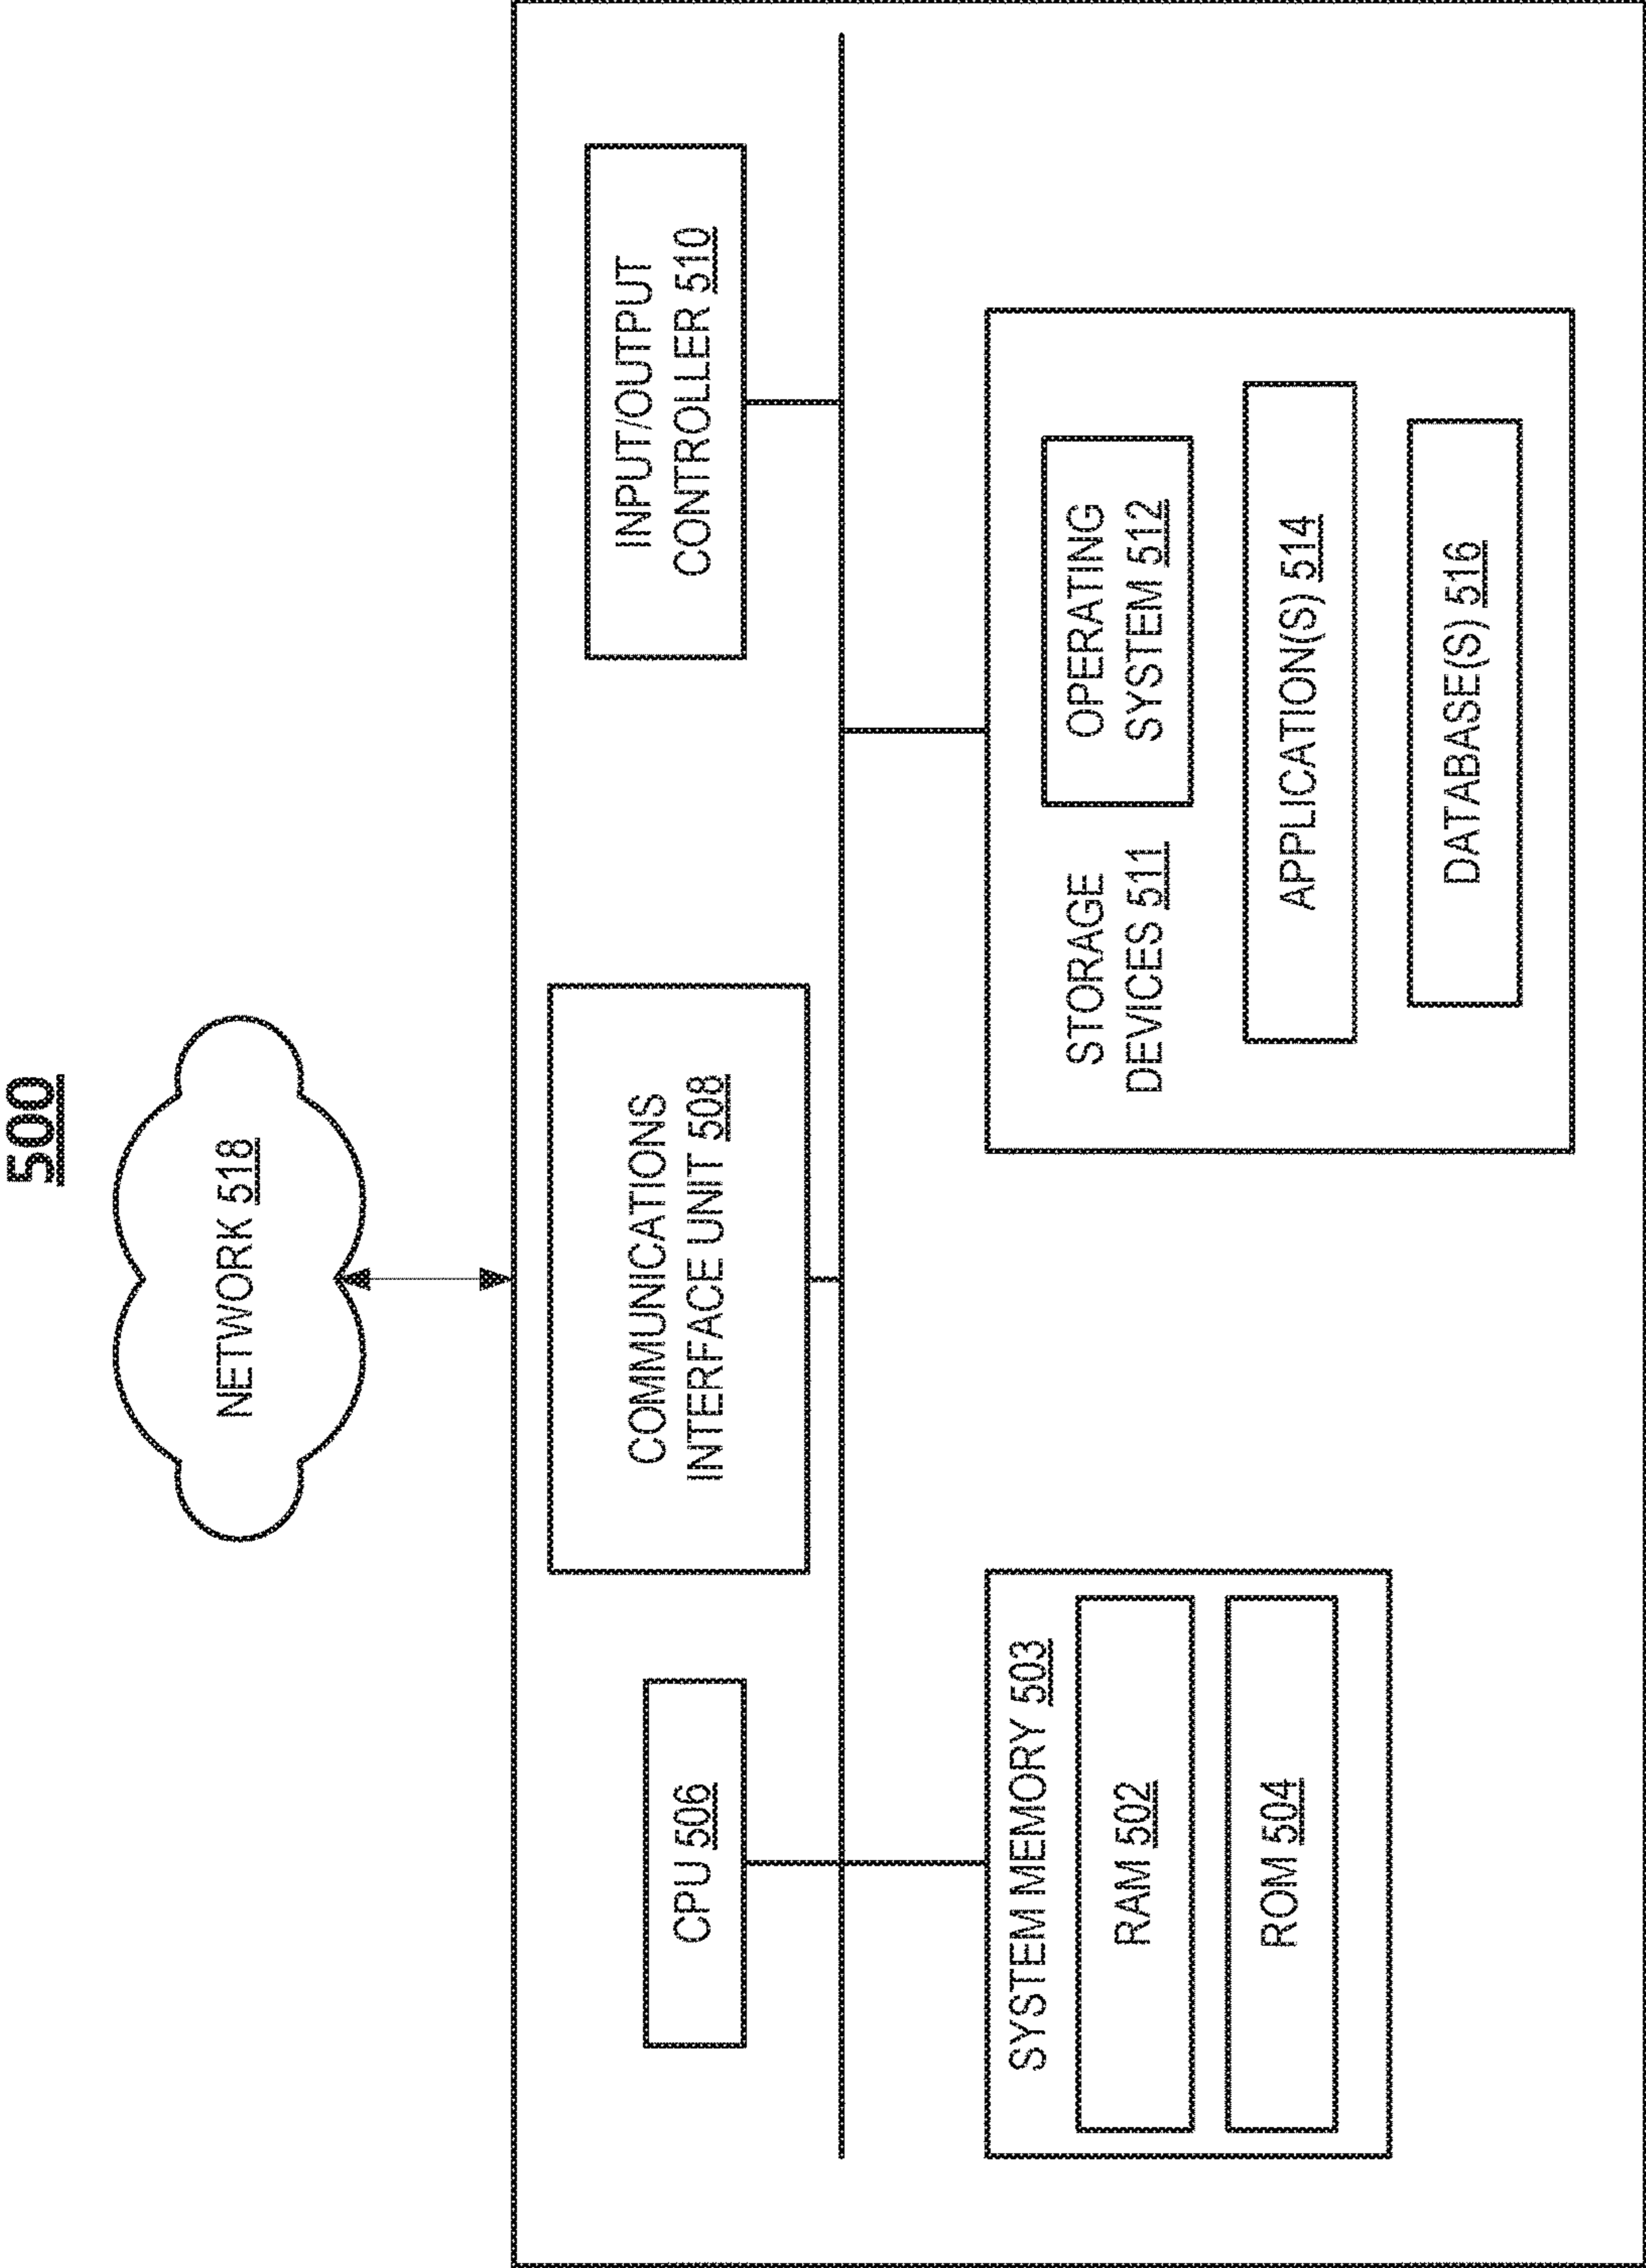 500
NETWORK 518
CPU 506
COMMUNICATIONS
INTERFACE UNIT 508
INPUT/OUTPUT
CONTROLLER 510
SYSTEM MEMORY 503
RAM 502
ROM 504
STORAGE
DEVICES 511
OPERATING
SYSTEM 512
APPLICATION(S) 514
DATABASE(S) 516